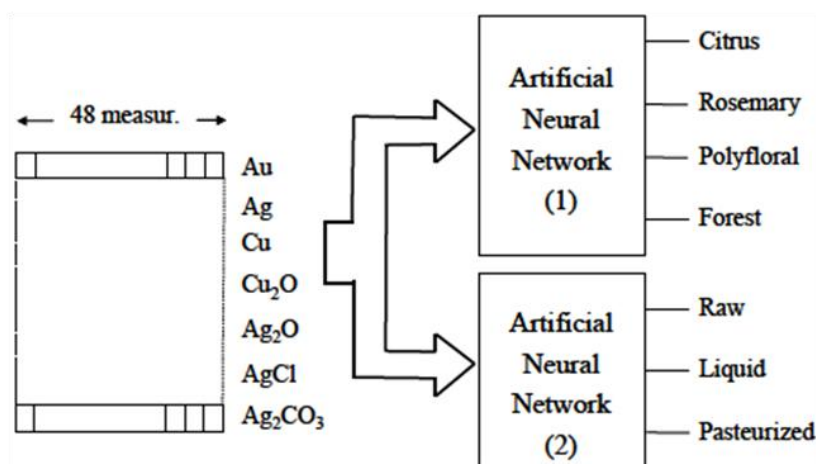 48 measur.
Au
Ag
Cu
Cu₂O
Ag₂O
AgCl
Ag₂CO₃
Artificial
Neural
Network
(1)
Citrus
Rosemary
Polyfloral
Forest
Artificial
Neural
Network
(2)
Raw
Liquid
Pasteurized